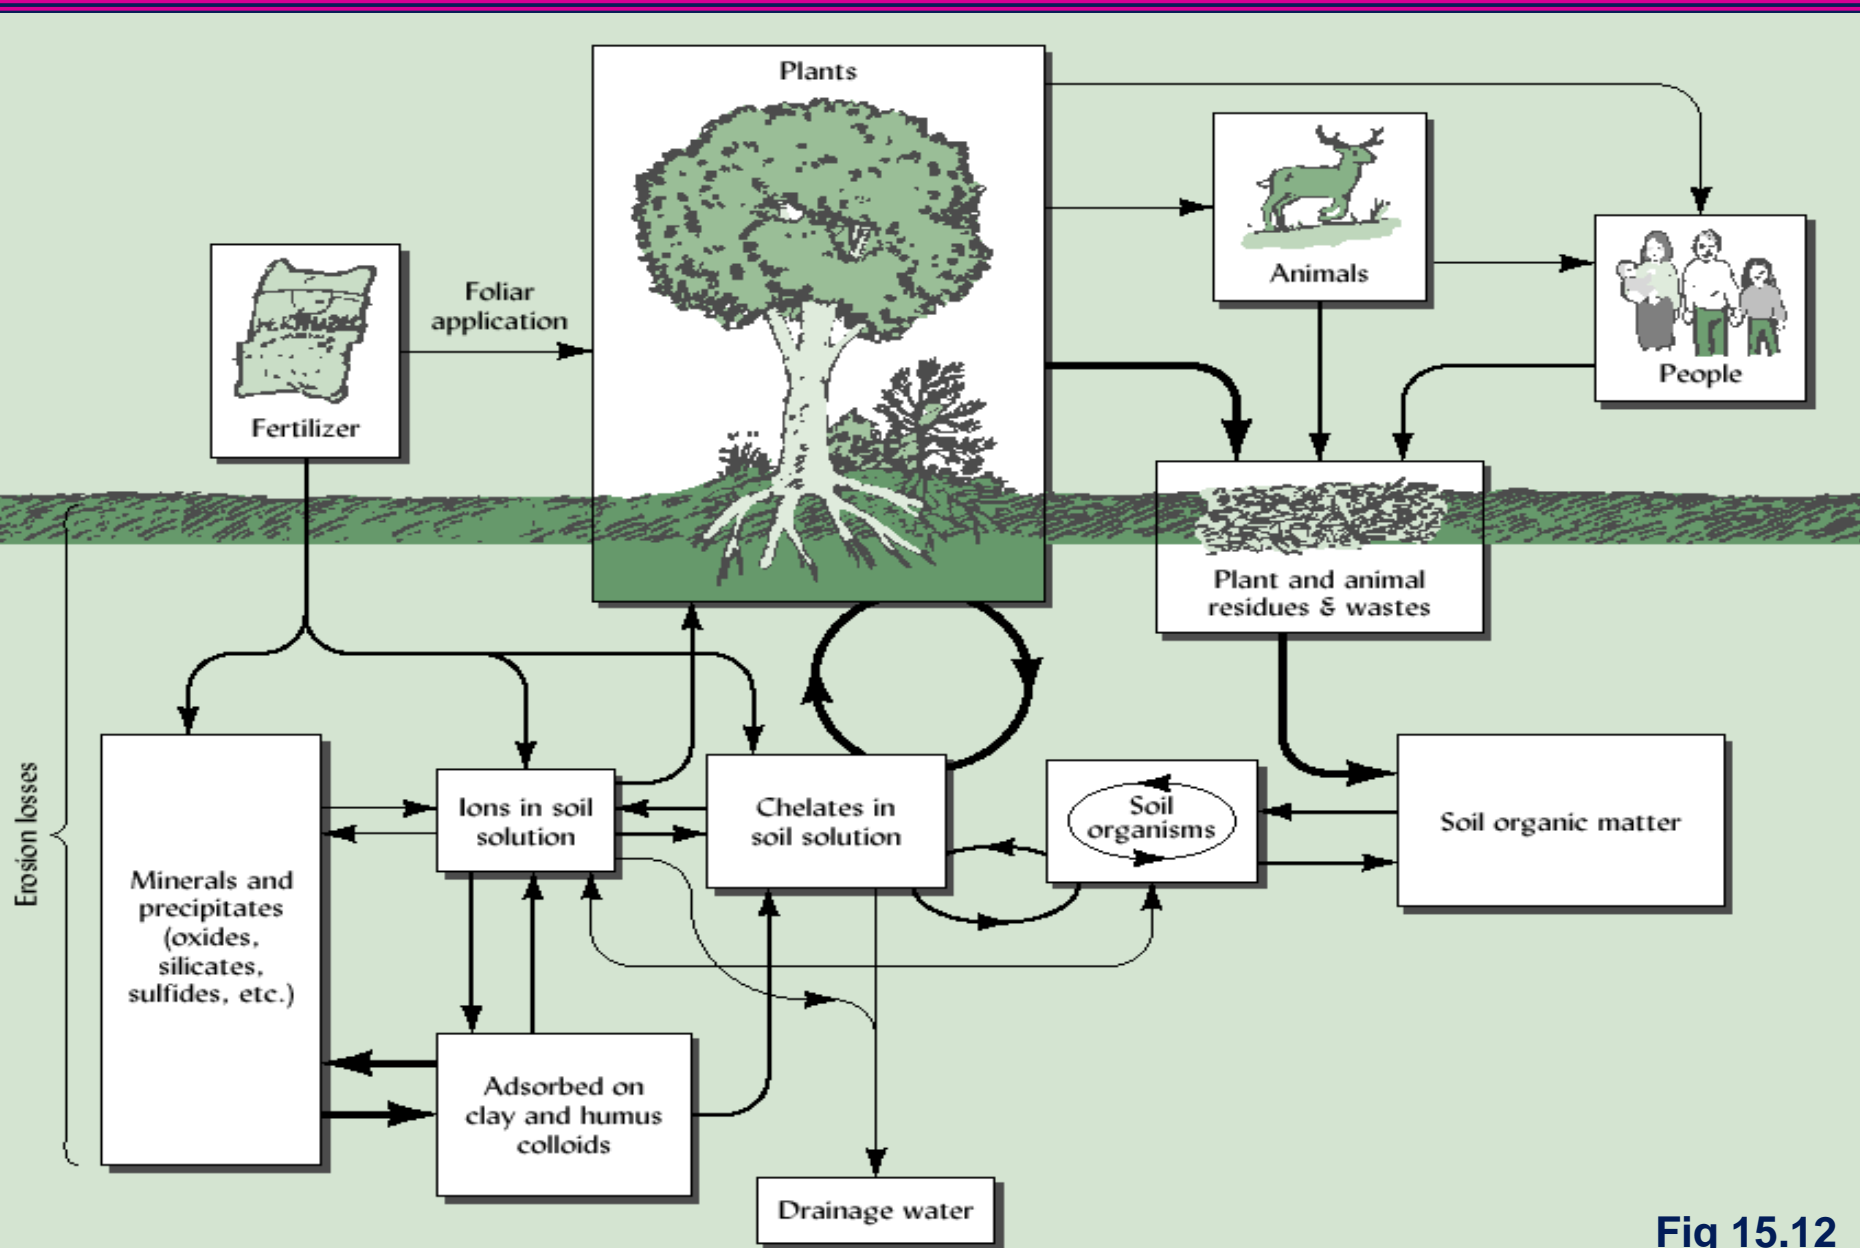 Plants
Animals
People
Foliar
application
Fertilizer
Plant and animal
residues & wastes
Erosion losses
Ions in soil
solution
Chelates in
soil solution
Soil
organisms
Soil organic matter
Minerals and
precipitates
(oxides,
silicates,
sulfides, etc.)
Adsorbed on
clay and humus
colloids
Drainage water
Fig 15.12